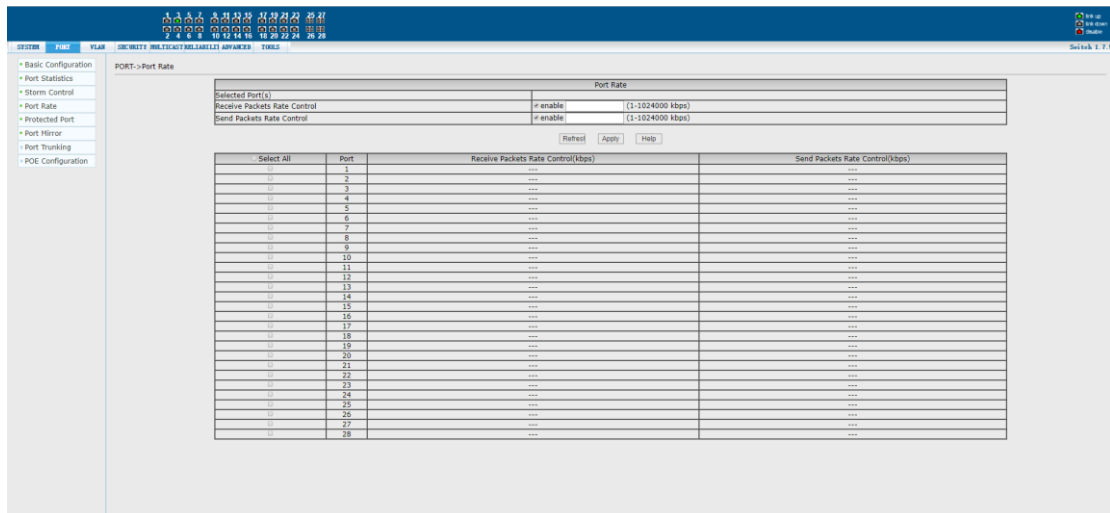 1 3 5 7 9 11 13 15 17 19 21 23 25 27
2 4 6 8 10 12 14 16 18 20 22 24 26 28
link up
link down
disable
SYSTEM PORT VLAN SECURITY MULTICAST RELIABILITY ADVANCED TOOLS
Switch 1.7.
Basic Configuration
Port Statistics
Storm Control
Port Rate
Protected Port
Port Mirror
Port Trunking
POE Configuration
PORT->Port Rate
Port Rate
Selected Port(s)
Receive Packets Rate Control enable (1-1024000 kbps)
Send Packets Rate Control enable (1-1024000 kbps)
Refresh Apply Help
Select All Port Receive Packets Rate Control(kbps) Send Packets Rate Control(kbps)
1 --- ---
2 --- ---
3 --- ---
4 --- ---
5 --- ---
6 --- ---
7 --- ---
8 --- ---
9 --- ---
10 --- ---
11 --- ---
12 --- ---
13 --- ---
14 --- ---
15 --- ---
16 --- ---
17 --- ---
18 --- ---
19 --- ---
20 --- ---
21 --- ---
22 --- ---
23 --- ---
24 --- ---
25 --- ---
26 --- ---
27 --- ---
28 --- ---